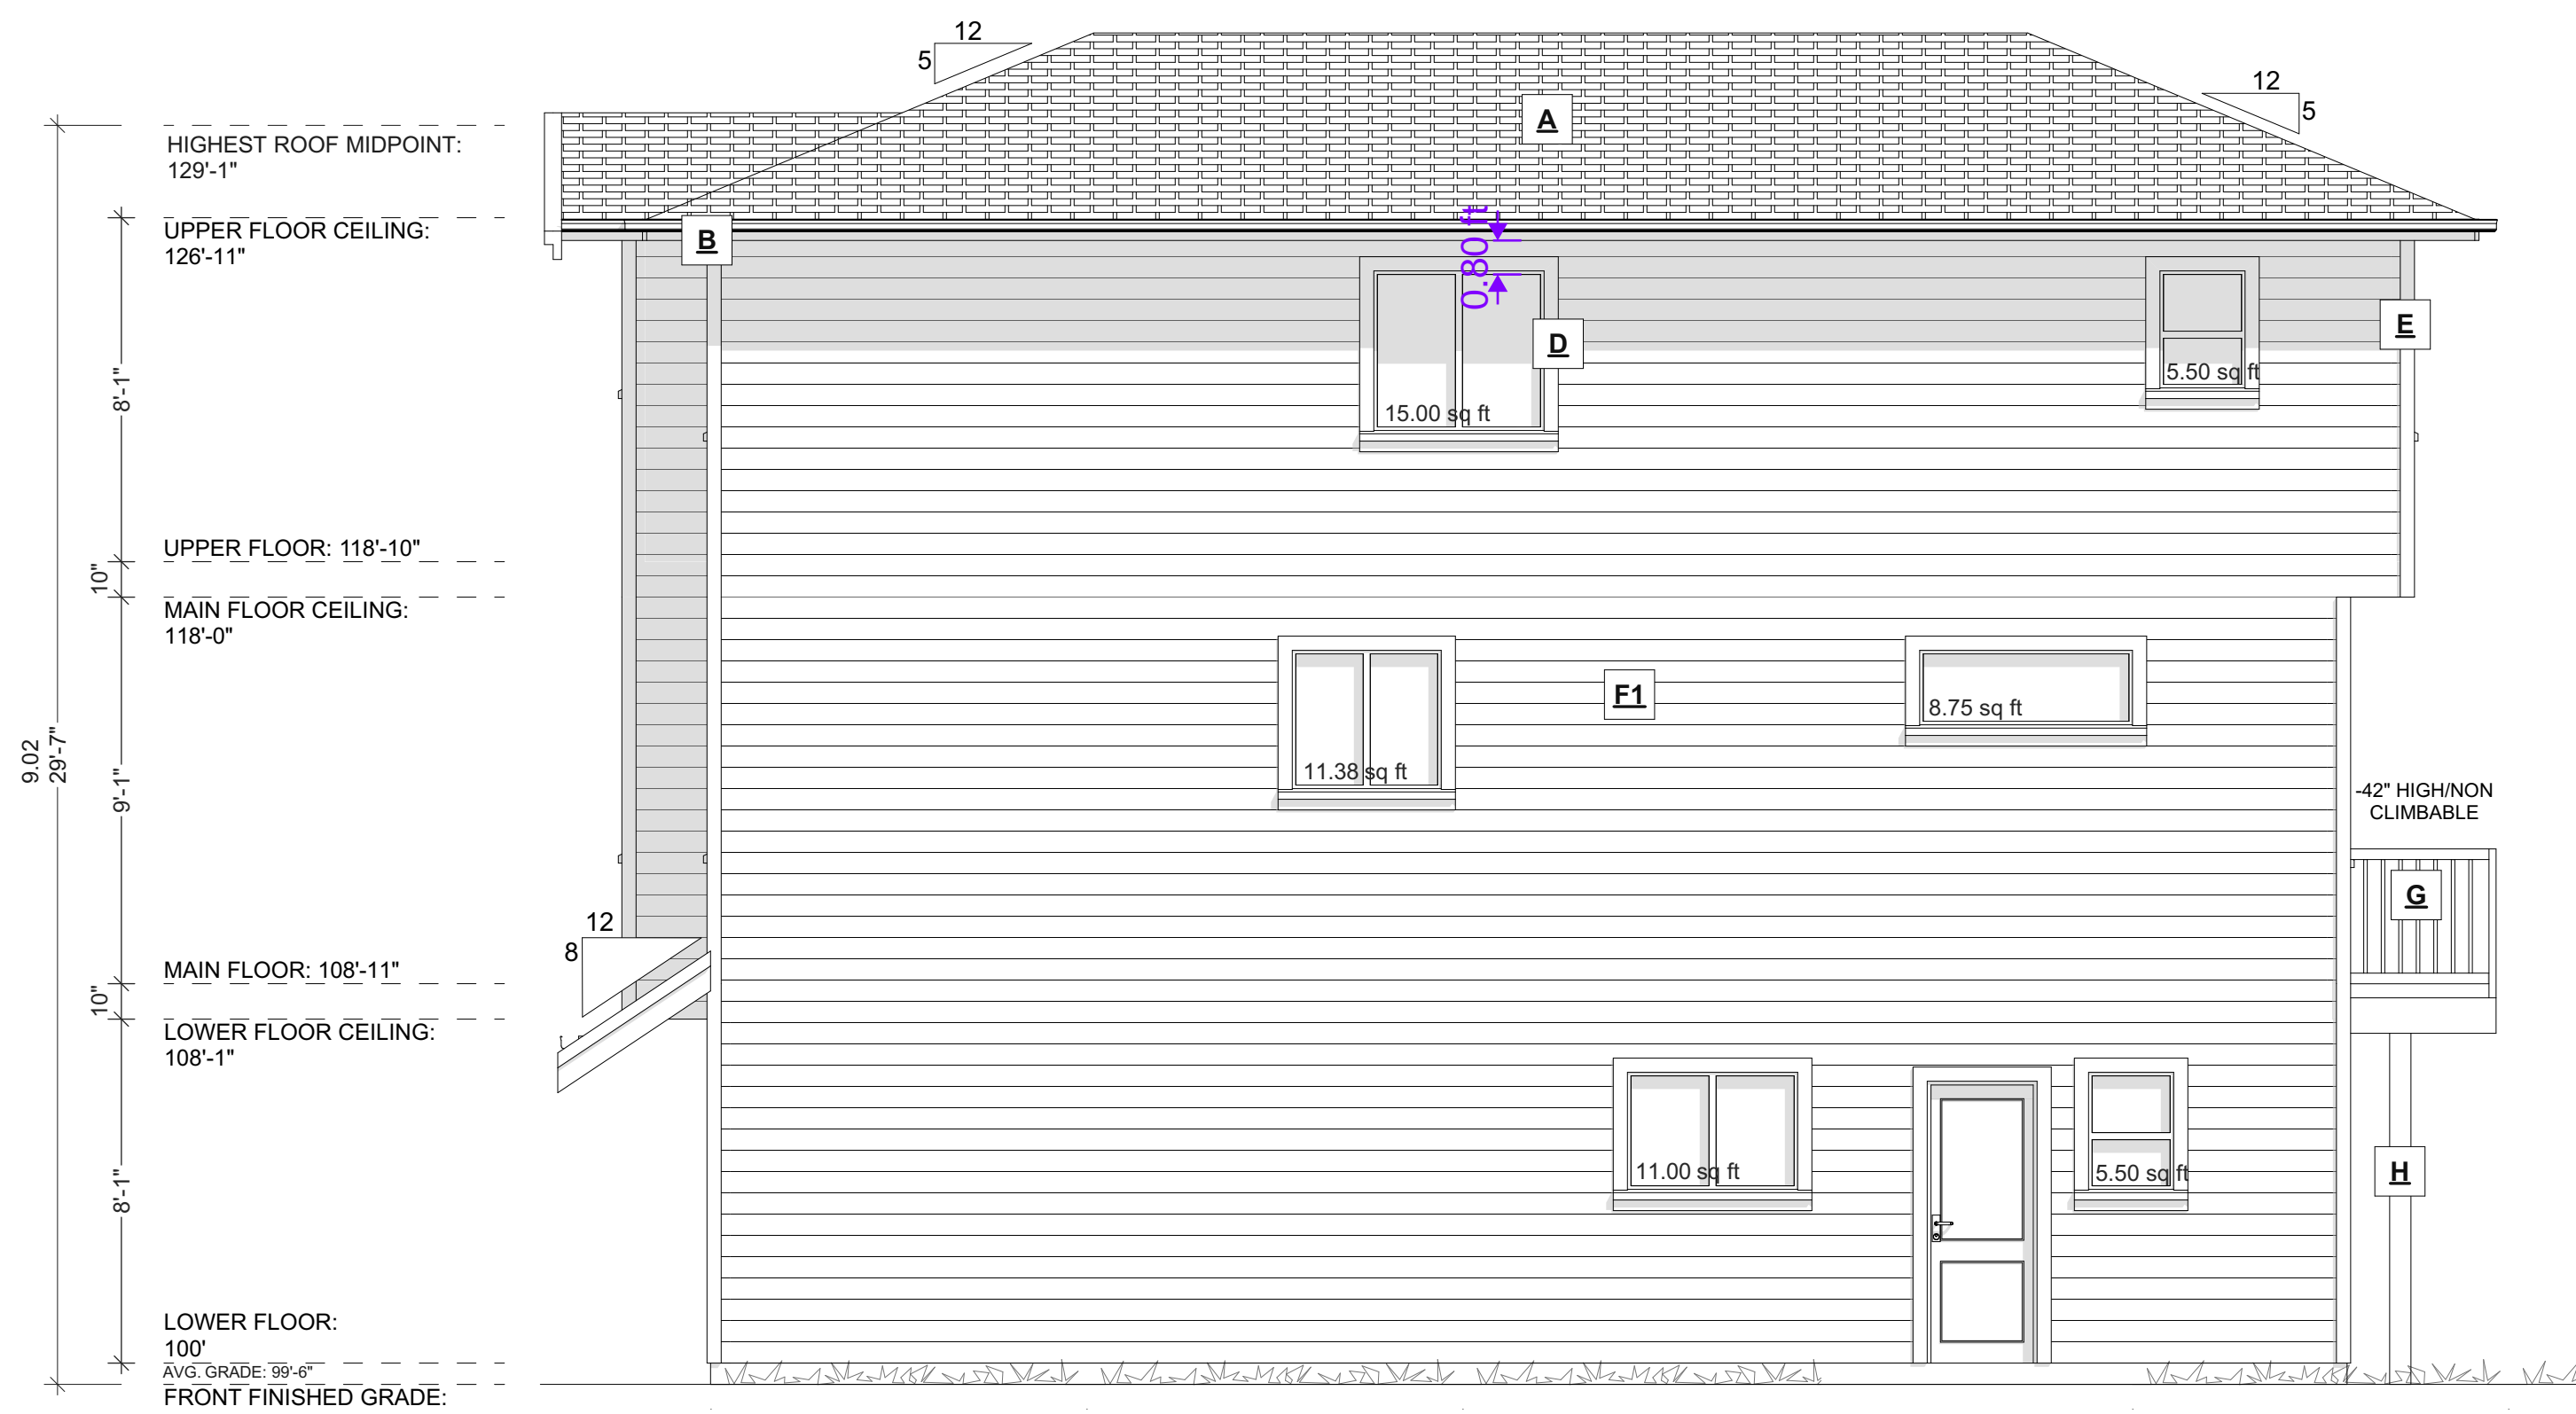 12
5
12
5
A
HIGHEST ROOF MIDPOINT:
129'-1"
UPPER FLOOR CEILING:
126'-11"
B
0.80 ft
D
E
15.00 sq ft
5.50 sq ft
8'-1"
UPPER FLOOR: 118'-10"
10"
MAIN FLOOR CEILING:
118'-0"
F1
8.75 sq ft
11.38 sq ft
9.02
29'-7"
9'-1"
-42" HIGH/NON
CLIMBABLE
G
12
8
MAIN FLOOR: 108'-11"
10"
LOWER FLOOR CEILING:
108'-1"
11.00 sq ft
5.50 sq ft
H
8'-1"
LOWER FLOOR:
100'
AVG. GRADE: 99'-6"
FRONT FINISHED GRADE: